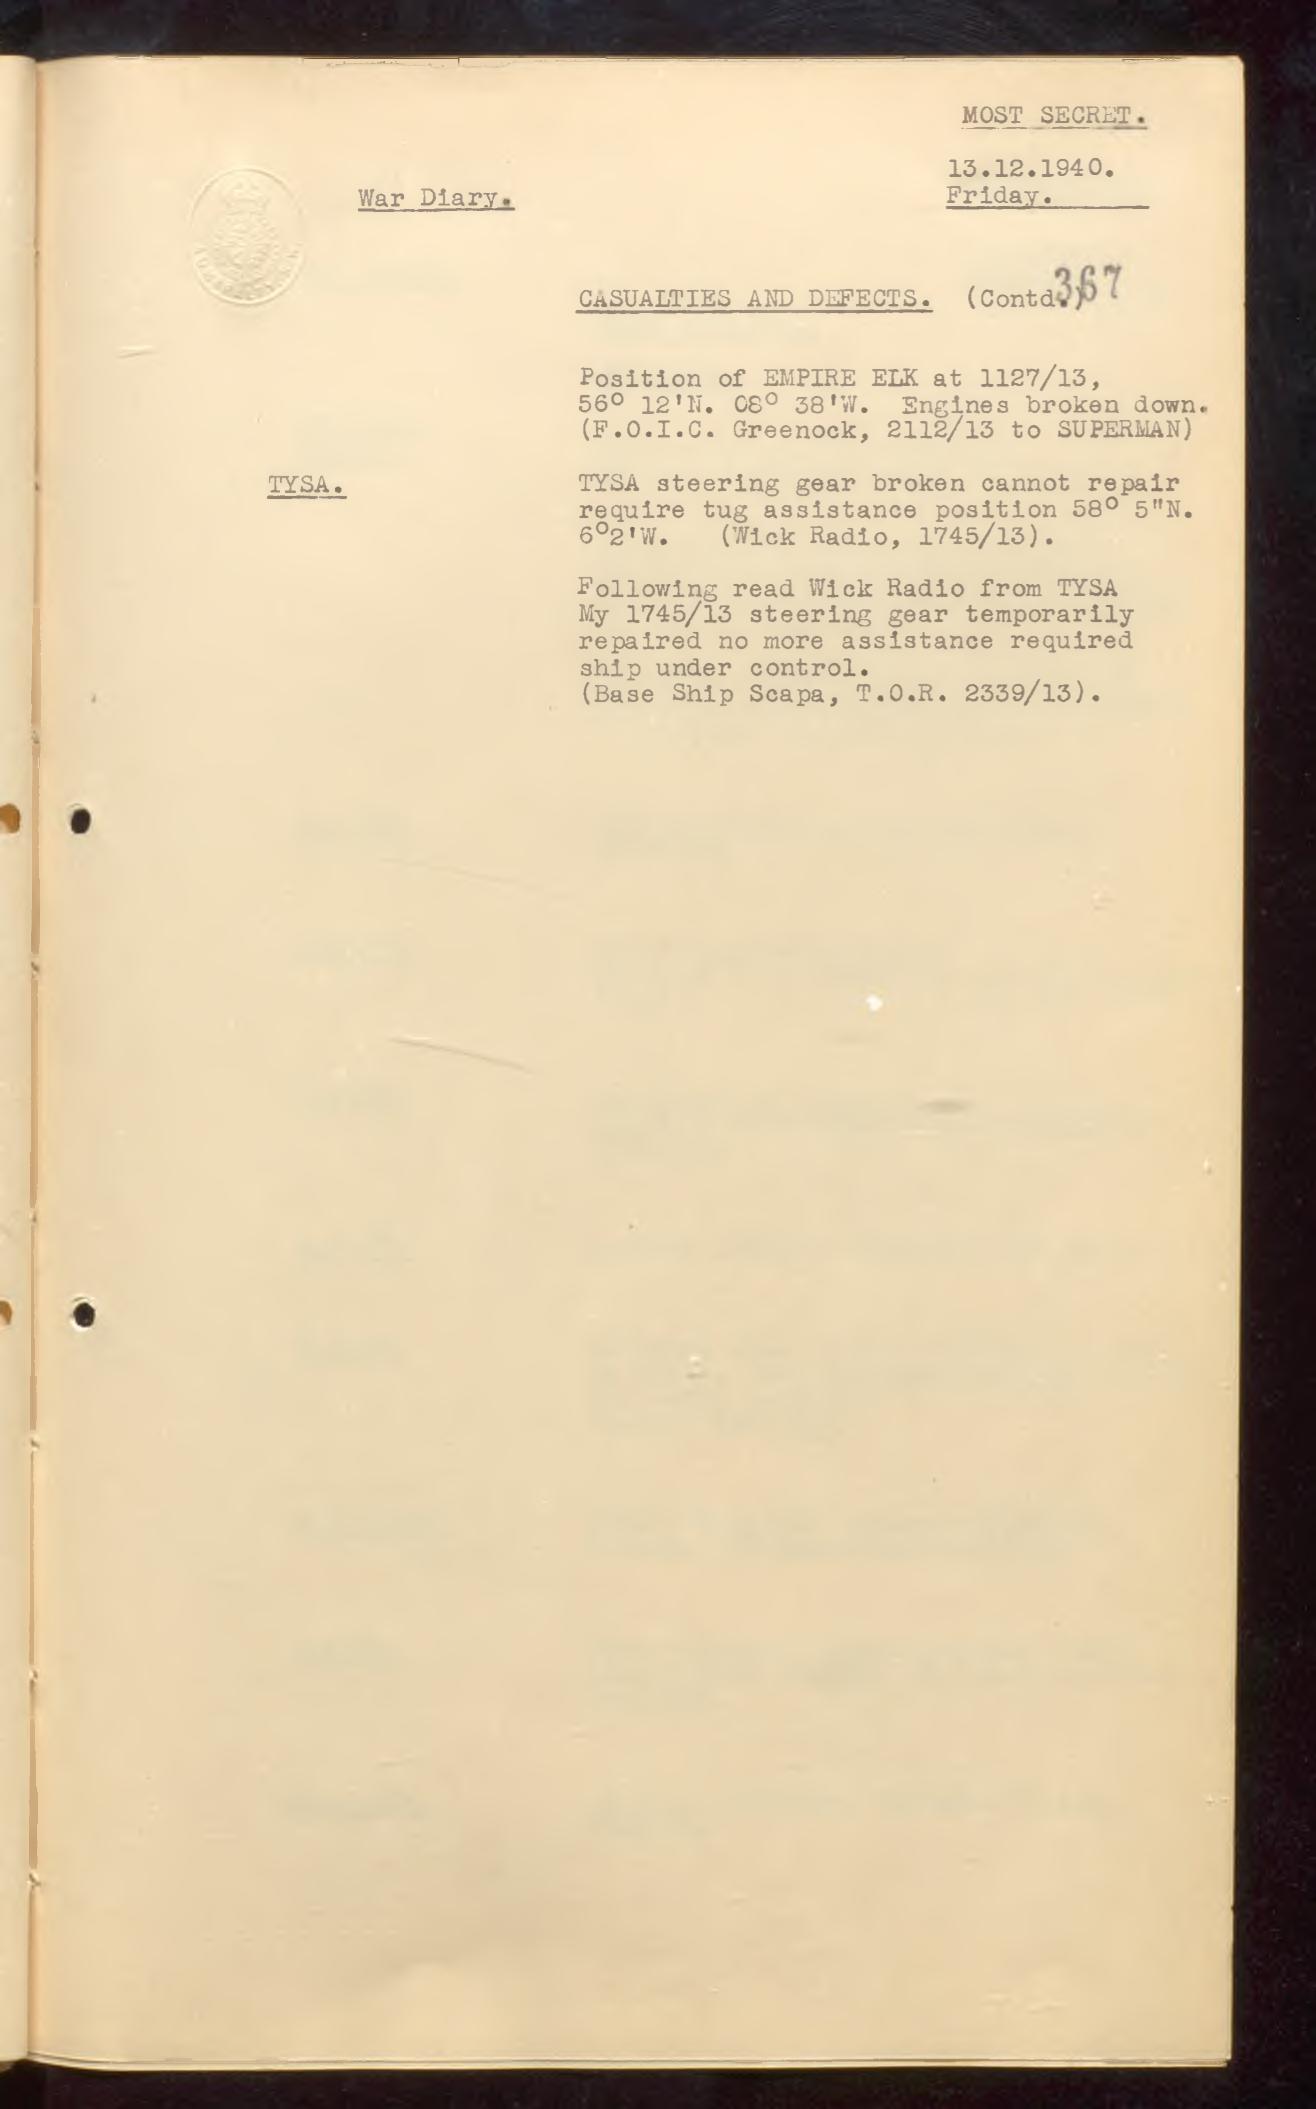 MOST SECRET.
13.12.1940.
War Diary.
Friday.
367
CASUALTIES AND DEFECTS. (Contd.)
Position of EMPIRE ELK at 1127/13,
56° 12'N. 08° 38'W. Engines broken down.
(F.O.I.C. Greenock, 2112/13 to SUPERMAN)
TYSA.
TYSA steering gear broken cannot repair
require tug assistance position 58° 5"N.
6°2'W. (Wick Radio, 1745/13).
Following read Wick Radio from TYSA
My 1745/13 steering gear temporarily
repaired no more assistance required
ship under control.
(Base Ship Scapa, T.O.R. 2339/13).